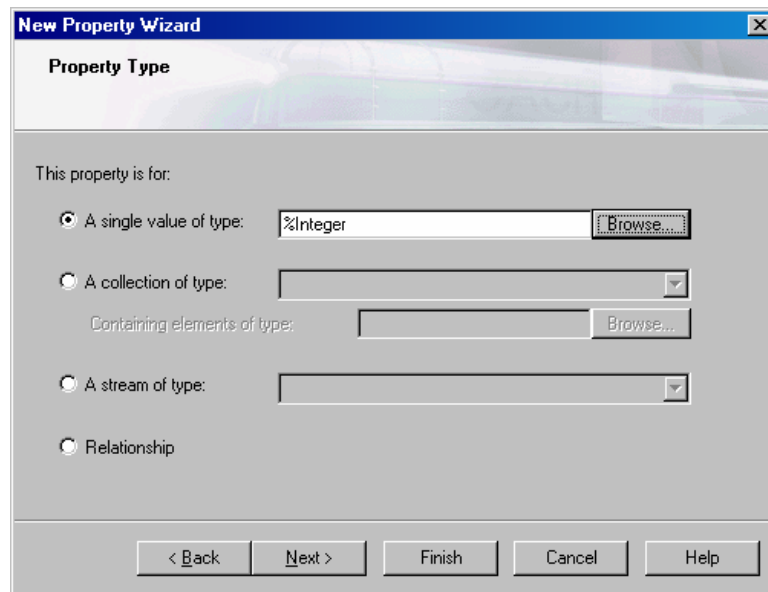 New Property Wizard
Property Type
This property is for:
A single value of type: %Integer Browse...
A collection of type:
Containing elements of type: Browse...
A stream of type:
Relationship
< Back Next > Finish Cancel Help